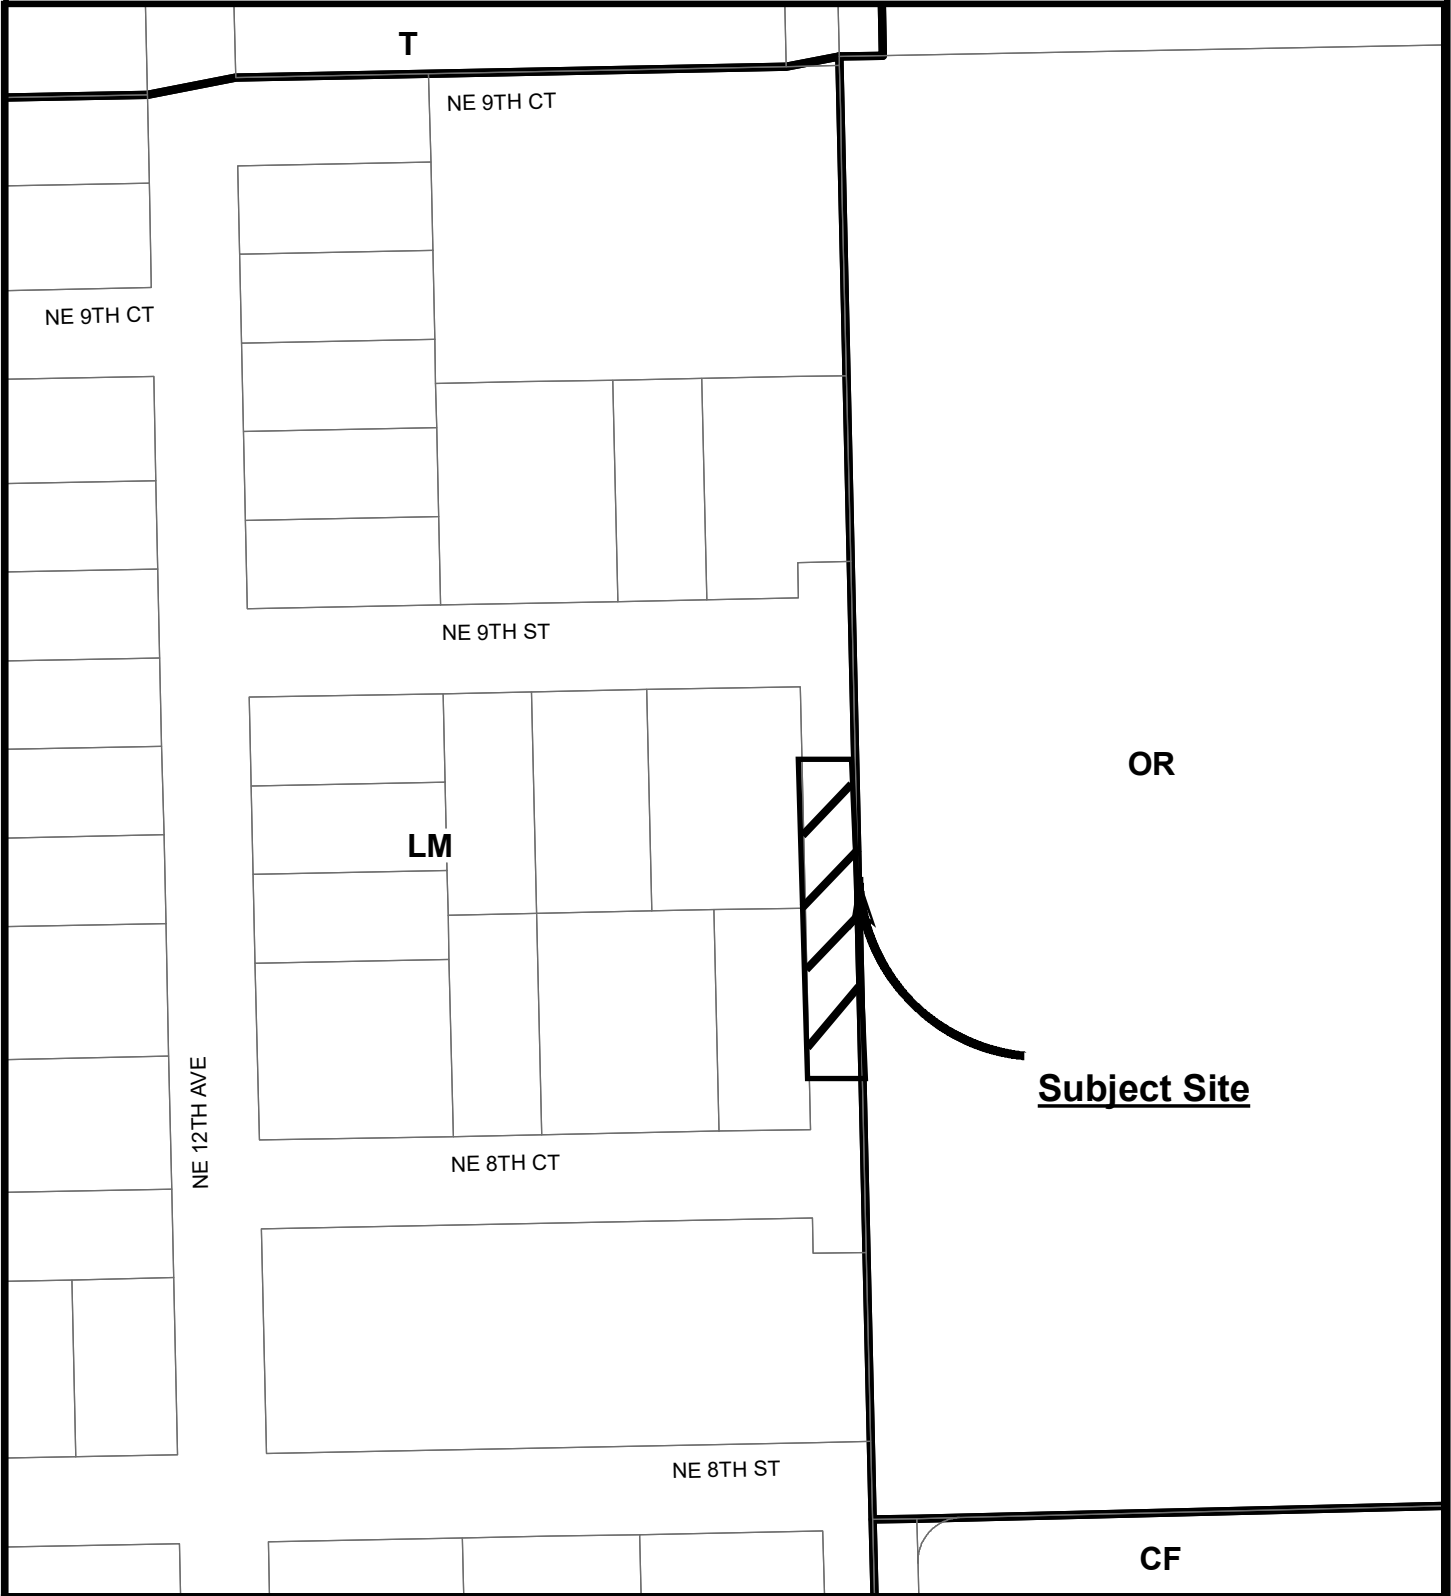 T
NE 9TH CT
NE 9TH CT
NE 9TH ST
OR
LM
NE 12TH AVE
Subject Site
NE 8TH CT
NE 8TH ST
CF